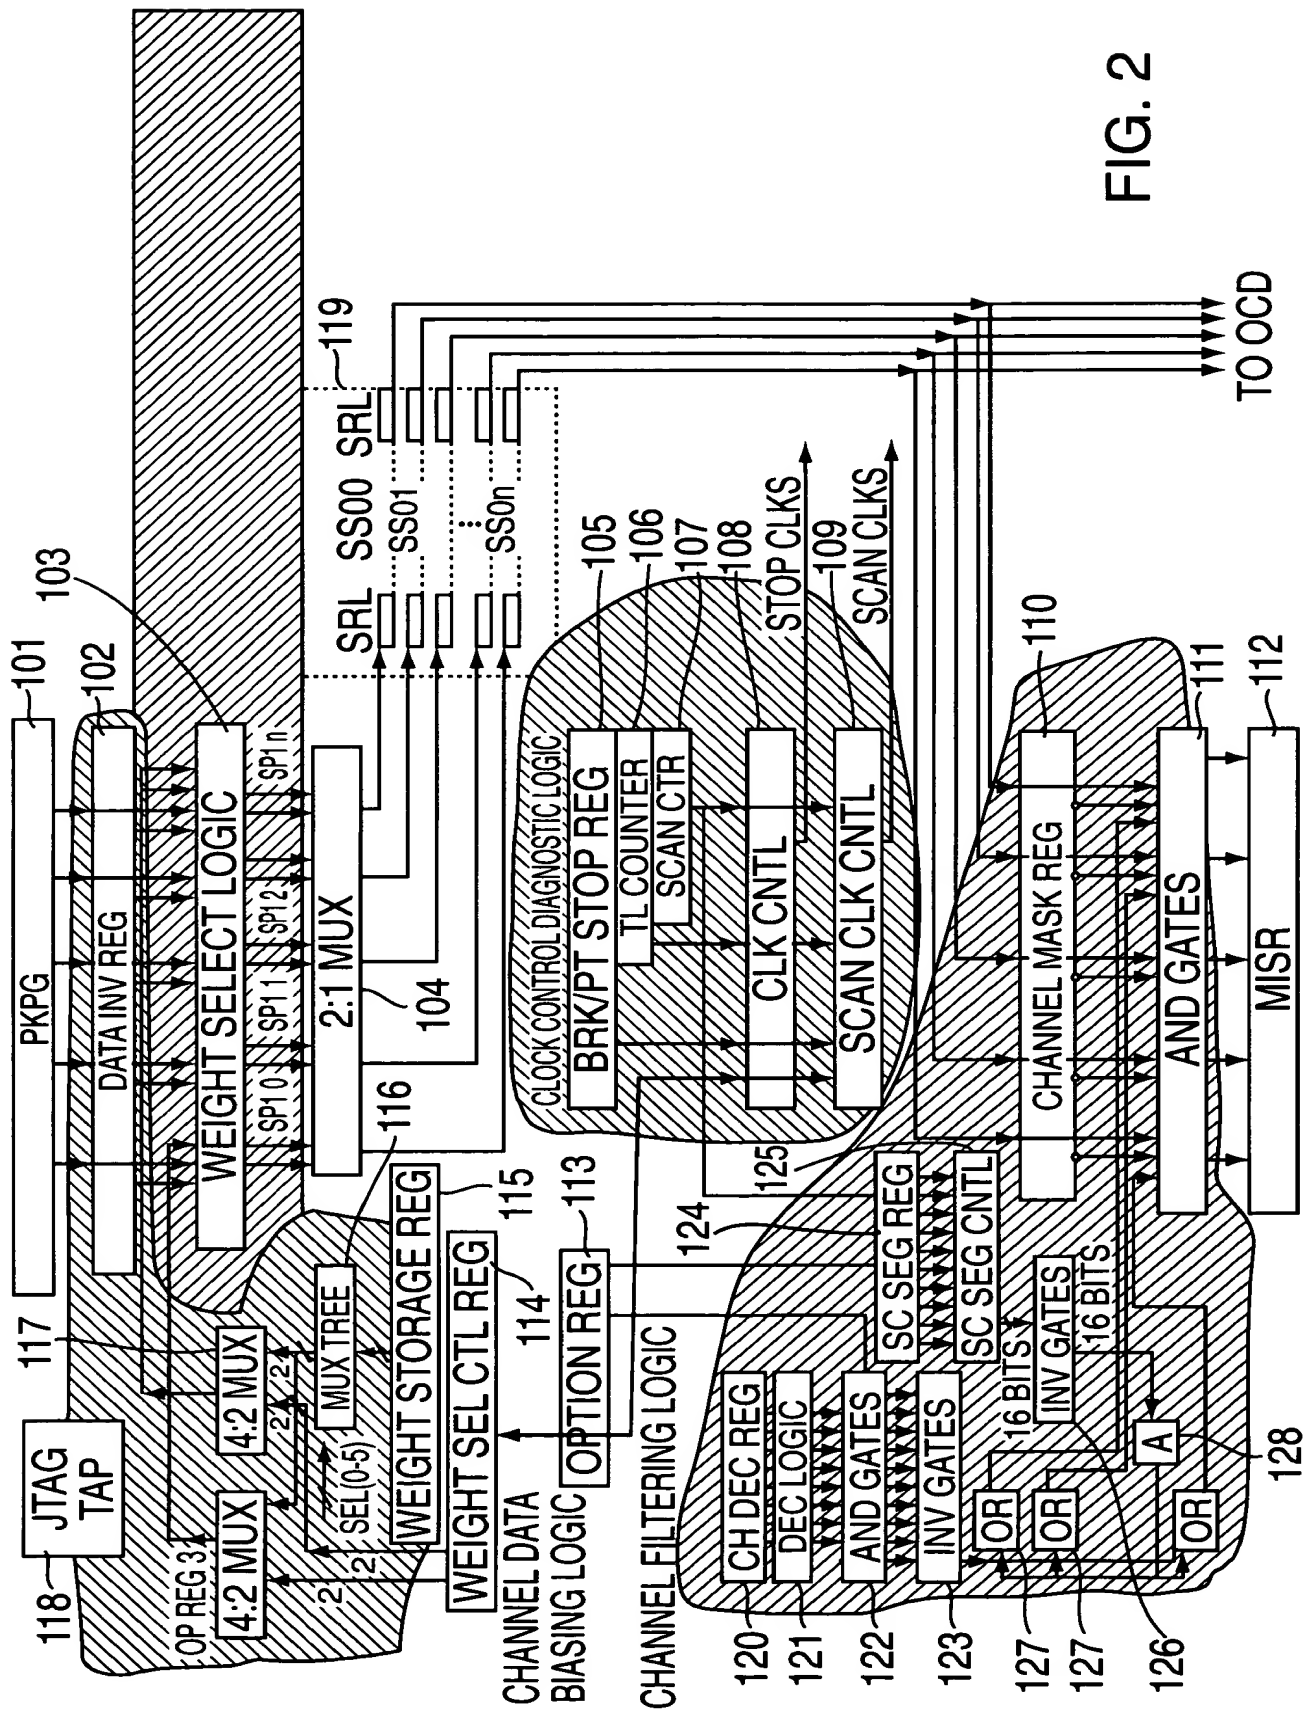 118
JTAG
TAP
117
PKPG
101
DATA INV REG
102
103
OP REG 32
4:2 MUX
4:2 MUX
2
2
2
2
SEL(0-5)
MUX TREE
116
WEIGHT SELECT LOGIC
SP1 0
SP1 1
SP12
SP1n
2:1 MUX
104
WEIGHT STORAGE REG
115
WEIGHT SEL CTL REG
114
CHANNEL DATA
BIASING LOGIC
OPTION REG
113
SRL
SS00
SRL
SS01
SS0n
119
CLOCK CONTROL DIAGNOSTIC LOGIC
BRK/PT STOP REG
105
TL COUNTER
106
SCAN CTR
107
CLK CNTL
108
STOP CLKS
SCAN CLK CNTL
109
SCAN CLKS
CHANNEL FILTERING LOGIC
120
CH DEC REG
121
DEC LOGIC
122
AND GATES
123
INV GATES
124
SC SEG REG
125
SC SEG CNTL
16 BITS
INV GATES
16 BITS
126
127
OR
127
OR
A
128
OR
CHANNEL MASK REG
110
AND GATES
111
MISR
112
TO OCD
FIG. 2